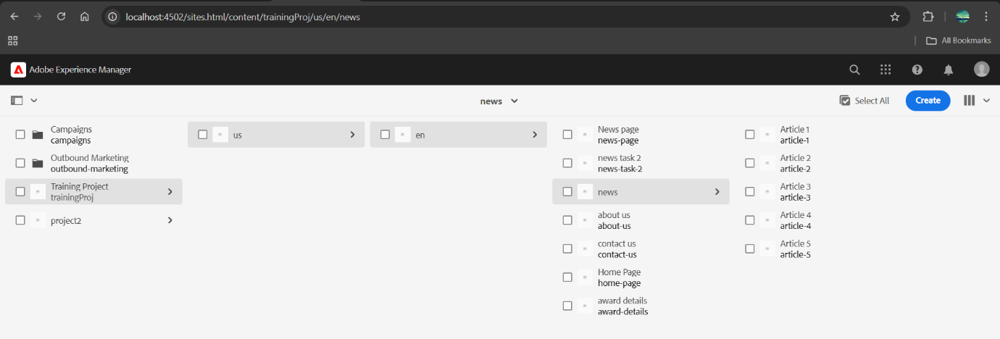 localhost:4502/sites.html/content/trainingProj/us/en/news
All Bookmarks
Adobe Experience Manager
news
Select All
Create
Campaigns
campaigns
Outbound Marketing
outbound-marketing
Training Project
trainingProj
project2
us
en
News page
news-page
news task 2
news-task-2
news
about us
about-us
contact us
contact-us
Home Page
home-page
award details
award-details
Article 1
article-1
Article 2
article-2
Article 3
article-3
Article 4
article-4
Article 5
article-5